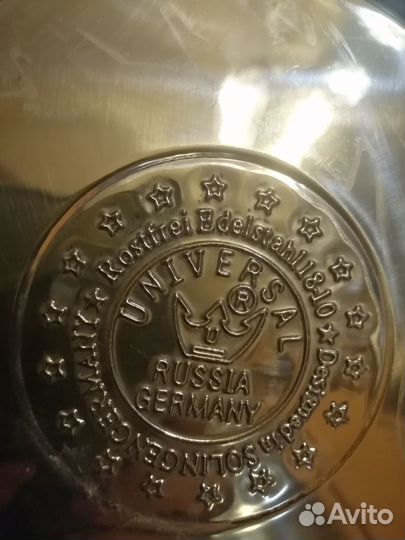 Rostfrei Edelstahl 18-10 ★ Designed in SOLINGEN GERMANY ★
UNIVERSAL
®
RUSSIA
GERMANY
Avito